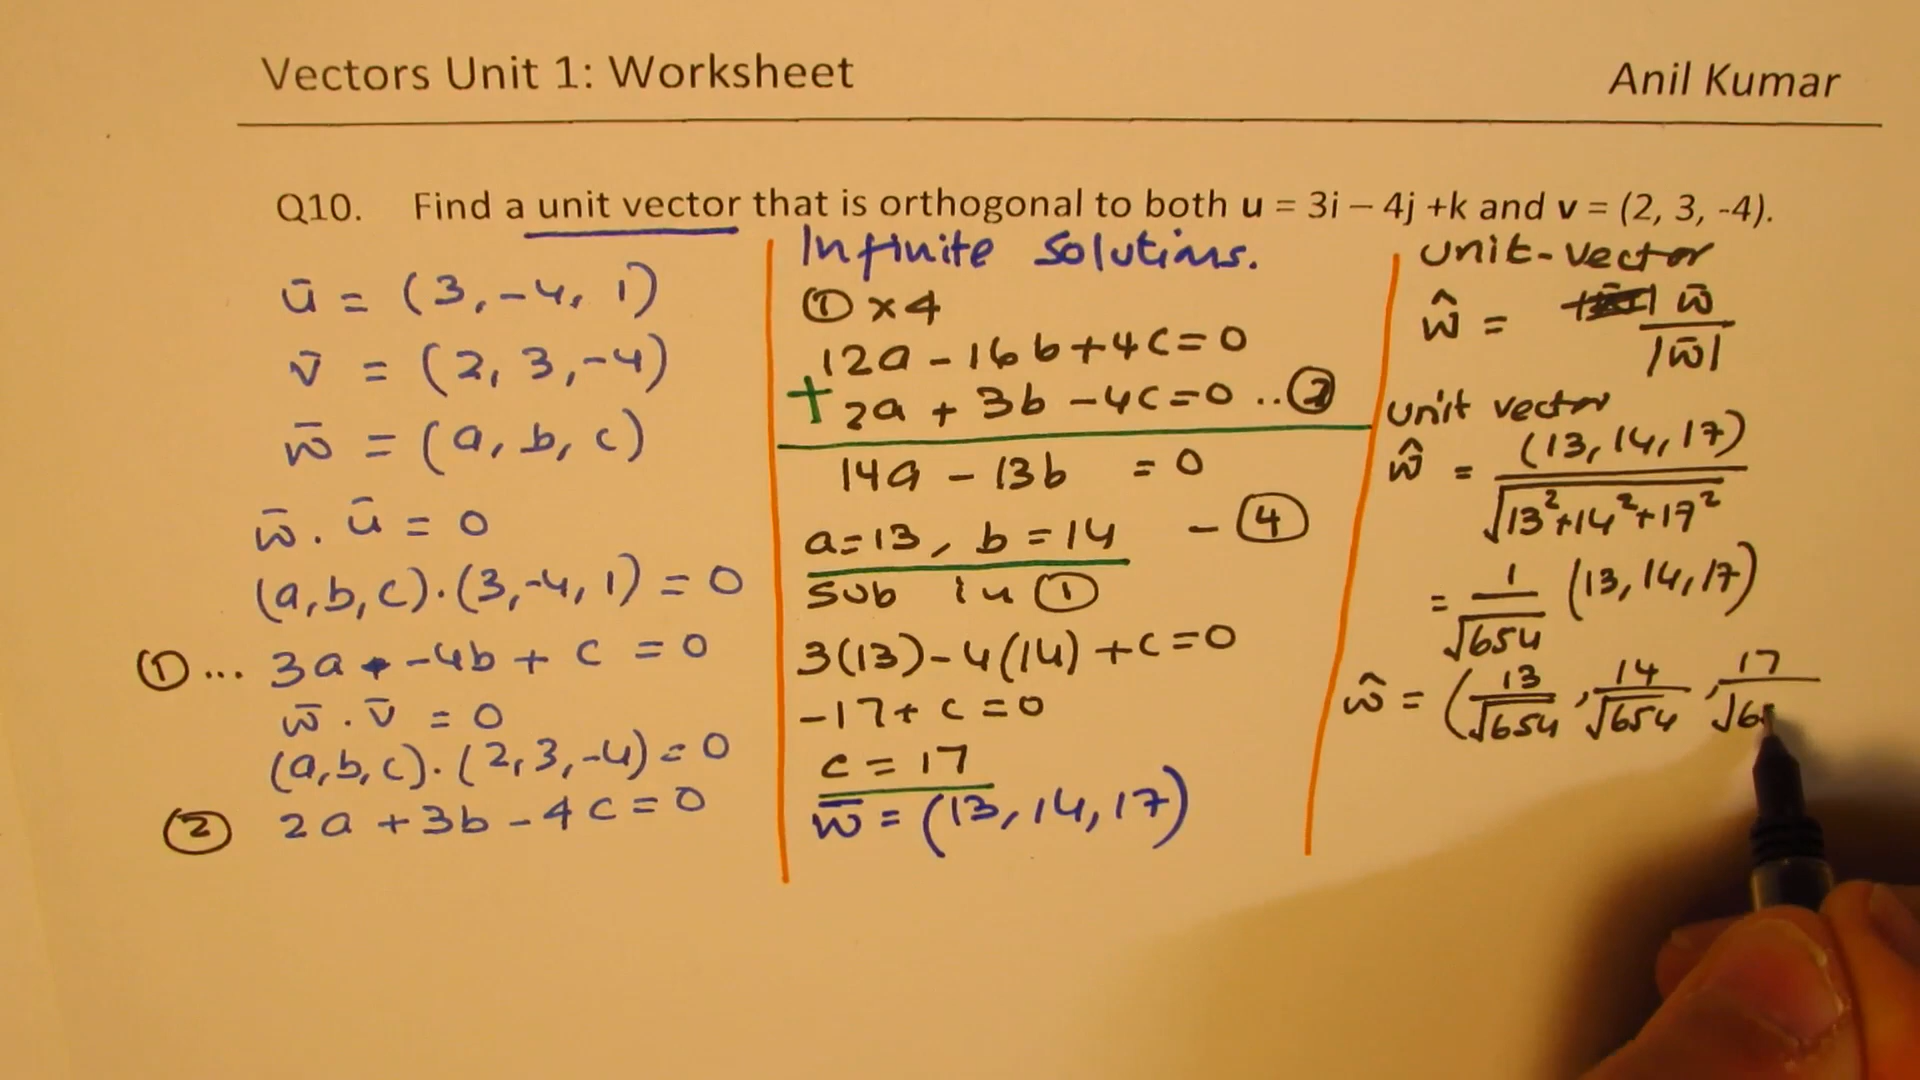 Vectors Unit 1: Worksheet
Anil Kumar
Q10. Find a unit vector that is orthogonal to both u = 3i – 4j +k and v = (2, 3, -4).
ū = (3, -4, 1)
v̄ = (2, 3, -4)
w̄ = (a, b, c)
w̄ . ū = 0
(a, b, c) . (3, -4, 1) = 0
① ... 3a -4b + c = 0
w̄ . v̄ = 0
(a, b, c) . (2, 3, -4) = 0
② 2a + 3b - 4c = 0
Infinite Solutions.
① × 4
12a - 16b + 4c = 0
+ 2a + 3b - 4c = 0 .. ②
14a - 13b = 0
a = 13, b = 14 - ④
Sub in ①
3(13) - 4(14) + c = 0
-17 + c = 0
c = 17
w̄ = (13, 14, 17)
unit-vector
ŵ = w̄ / |w̄|
unit vector
ŵ = (13, 14, 17) / √13² + 14² + 17²
= 1/√654 (13, 14, 17)
ŵ = (13/√654, 14/√654, 17/√65